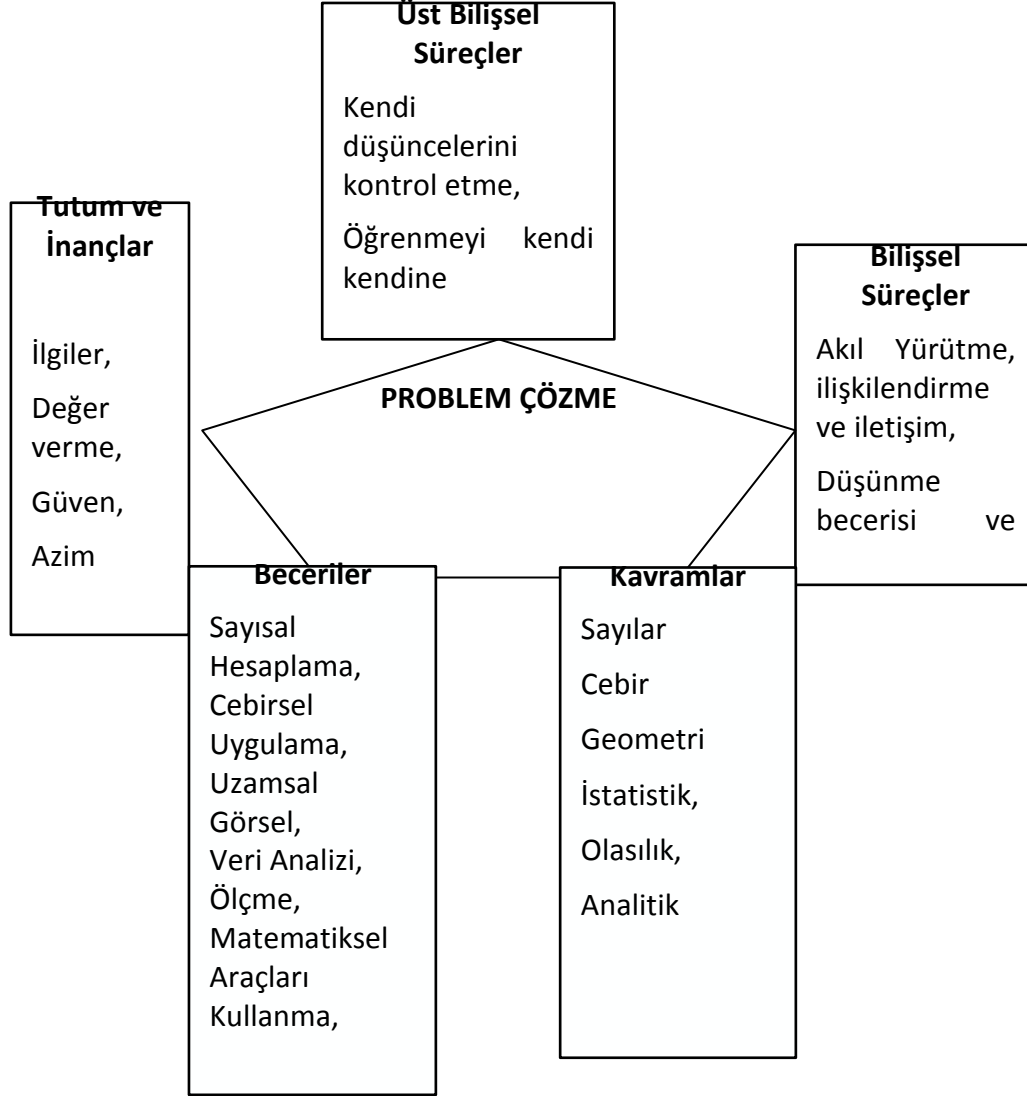 Üst Bilişsel
Süreçler
Kendi
düşüncelerini
kontrol etme,
Öğrenmeyi kendi
kendine
Tutum ve
İnançlar
İlgiler,
Değer
verme,
Güven,
Azim
Bilişsel
Süreçler
Akıl Yürütme,
ilişkilendirme
ve iletişim,
Düşünme
becerisi ve
PROBLEM ÇÖZME
Beceriler
Sayısal
Hesaplama,
Cebirsel
Uygulama,
Uzamsal
Görsel,
Veri Analizi,
Ölçme,
Matematiksel
Araçları
Kullanma,
Kavramlar
Sayılar
Cebir
Geometri
İstatistik,
Olasılık,
Analitik